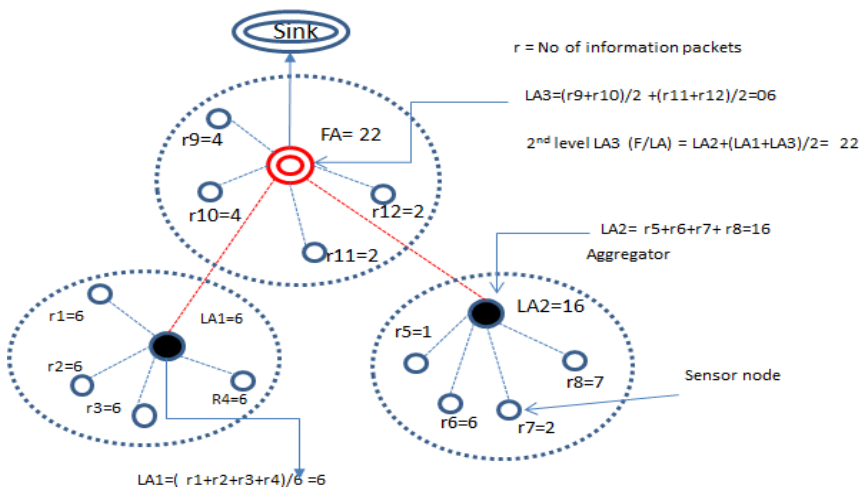 Sink
r = No of information packets
LA3=(r9+r10)/2 +(r11+r12)/2=06
FA= 22
r9=4
2nd level LA3 (F/LA) = LA2+(LA1+LA3)/2= 22
r10=4
r12=2
r11=2
LA2= r5+r6+r7+ r8=16
Aggregator
r1=6
LA1=6
LA2=16
r5=1
r2=6
r8=7
Sensor node
r3=6
R4=6
r6=6
r7=2
LA1=( r1+r2+r3+r4)/6 =6